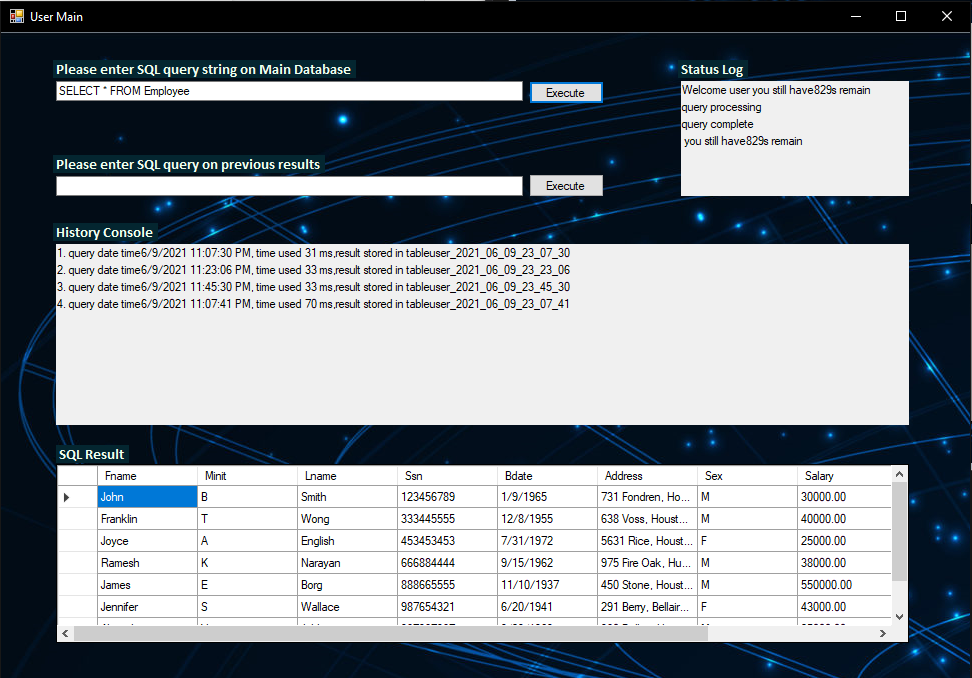 User Main
Please enter SQL query string on Main Database
SELECT * FROM Employee
Execute
Status Log
Welcome user you still have829s remain
query processing
query complete
you still have829s remain
Please enter SQL query on previous results
Execute
History Console
1. query date time6/9/2021 11:07:30 PM, time used 31 ms,result stored in tableuser_2021_06_09_23_07_30
2. query date time6/9/2021 11:23:06 PM, time used 33 ms,result stored in tableuser_2021_06_09_23_23_06
3. query date time6/9/2021 11:45:30 PM, time used 33 ms,result stored in tableuser_2021_06_09_23_45_30
4. query date time6/9/2021 11:07:41 PM, time used 70 ms,result stored in tableuser_2021_06_09_23_07_41
SQL Result
Fname Minit Lname Ssn Bdate Address Sex Salary
John B Smith 123456789 1/9/1965 731 Fondren, Ho... M 30000.00
Franklin T Wong 333445555 12/8/1955 638 Voss, Houst... M 40000.00
Joyce A English 453453453 7/31/1972 5631 Rice, Houst... F 25000.00
Ramesh K Narayan 666884444 9/15/1962 975 Fire Oak, Hu... M 38000.00
James E Borg 888665555 11/10/1937 450 Stone, Houst... M 550000.00
Jennifer S Wallace 987654321 6/20/1941 291 Berry, Bellair... F 43000.00